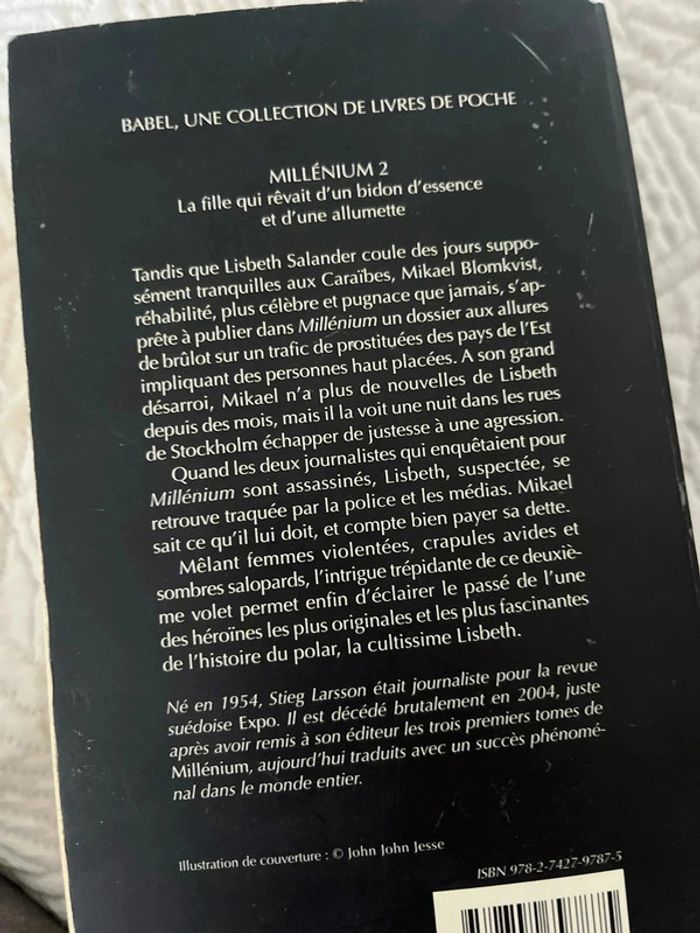 BABEL, UNE COLLECTION DE LIVRES DE POCHE
MILLÉNIUM 2
La fille qui rêvait d'un bidon d'essence
et d'une allumette
Tandis que Lisbeth Salander coule des jours suppo-
sément tranquilles aux Caraïbes, Mikael Blomkvist,
réhabilité, plus célèbre et pugnace que jamais, s'ap-
prête à publier dans Millénium un dossier aux allures
de brûlot sur un trafic de prostituées des pays de l'Est
impliquant des personnes haut placées. A son grand
désarroi, Mikael n'a plus de nouvelles de Lisbeth
depuis des mois, mais il la voit une nuit dans les rues
de Stockholm échapper de justesse à une agression.
Quand les deux journalistes qui enquêtaient pour
Millénium sont assassinés, Lisbeth, suspectée, se
retrouve traquée par la police et les médias. Mikael
sait ce qu'il lui doit, et compte bien payer sa dette.
Mêlant femmes violentées, crapules avides et
sombres salopards, l'intrigue trépidante de ce deuxiè-
me volet permet enfin d'éclairer le passé de l'une
des héroïnes les plus originales et les plus fascinantes
de l'histoire du polar, la cultissime Lisbeth.
Né en 1954, Stieg Larsson était journaliste pour la revue
suédoise Expo. Il est décédé brutalement en 2004, juste
après avoir remis à son éditeur les trois premiers tomes de
Millénium, aujourd'hui traduits avec un succès phénomé-
nal dans le monde entier.
Illustration de couverture : © John John Jesse
ISBN 978-2-7427-9787-5